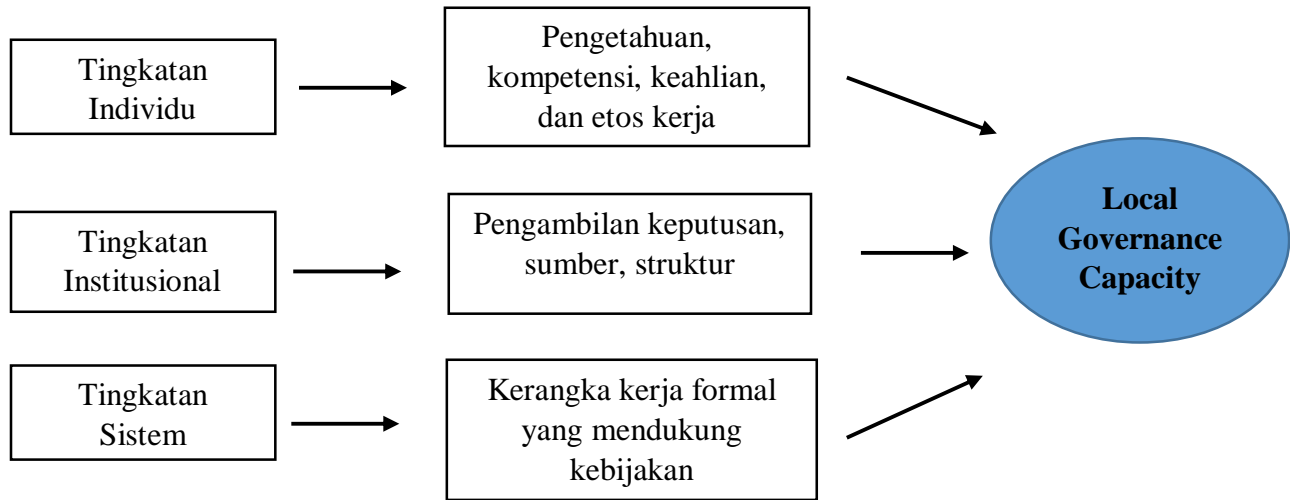 Tingkatan
Individu
Pengetahuan,
kompetensi, keahlian,
dan etos kerja
Tingkatan
Institusional
Pengambilan keputusan,
sumber, struktur
Tingkatan
Sistem
Kerangka kerja formal
yang mendukung
kebijakan
Local
Governance
Capacity